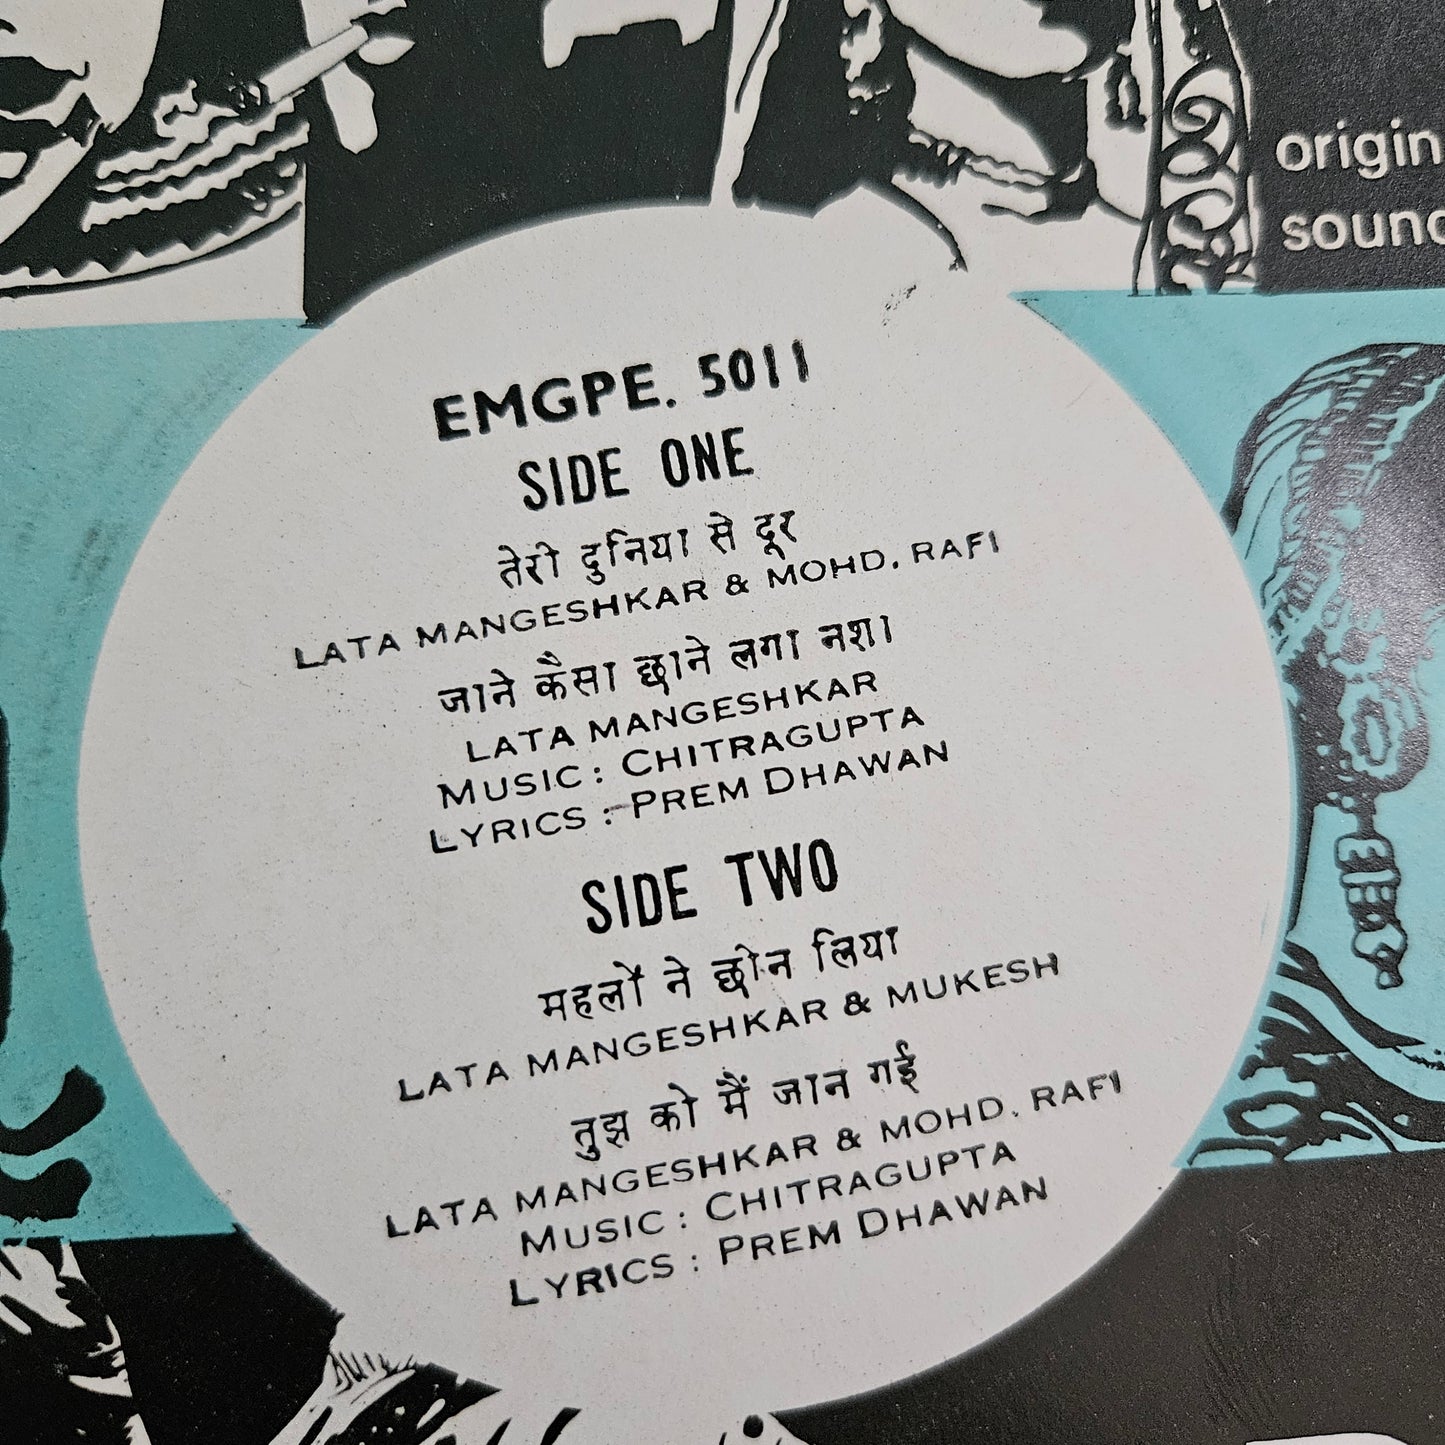 origin
sound
EMGPE. 5011
SIDE ONE
तेरी दुनिया से दूर
LATA MANGESHKAR & MOHD. RAFI
जाने कैसा छाने लगा नशा
LATA MANGESHKAR
MUSIC : CHITRAGUPTA
LYRICS : PREM DHAWAN
SIDE TWO
महलों ने छीन लिया
LATA MANGESHKAR & MUKESH
तुझ को मैं जान गई
LATA MANGESHKAR & MOHD. RAFI
MUSIC : CHITRAGUPTA
LYRICS : PREM DHAWAN